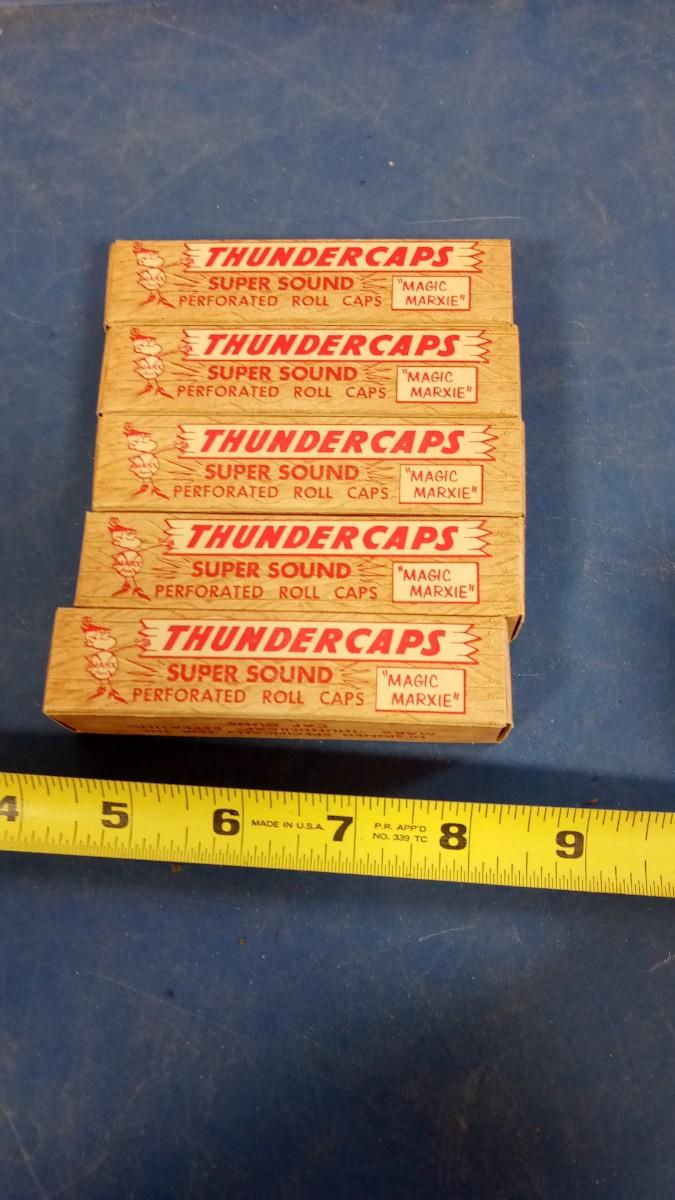 THUNDERCAPS
SUPER SOUND
PERFORATED ROLL CAPS
"MAGIC
MARXIE"
THUNDERCAPS
SUPER SOUND
PERFORATED ROLL CAPS
"MAGIC
MARXIE"
THUNDERCAPS
SUPER SOUND
PERFORATED ROLL CAPS
"MAGIC
MARXIE"
THUNDERCAPS
SUPER SOUND
PERFORATED ROLL CAPS
"MAGIC
MARXIE"
THUNDERCAPS
SUPER SOUND
PERFORATED ROLL CAPS
"MAGIC
MARXIE"
CAP GUNS
4 5 6 MADE IN U.S.A. 7 P.R. APP'D 8 9
NO. 339 TC